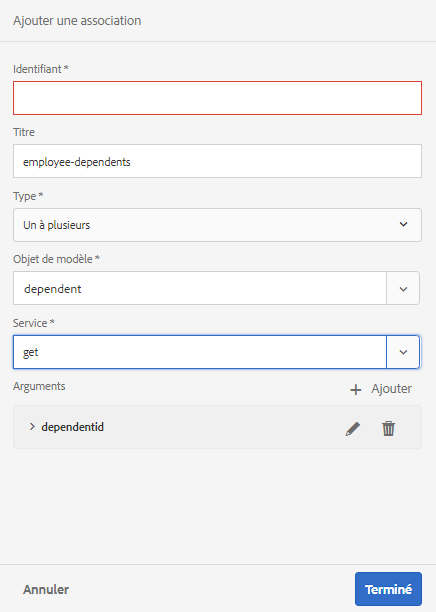 Ajouter une association
Identifiant *
Titre
employee-dependents
Type *
Un à plusieurs
Objet de modèle *
dependent
Service *
get
Arguments + Ajouter
dependentid
Annuler Terminé